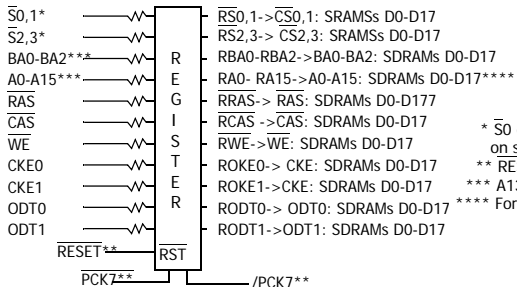 S0,1*
RS0,1->CS0,1: SRAMSs D0-D17
S2,3*
RS2,3-> CS2,3: SRAMSs D0-D17
BA0-BA2***
RBA0-RBA2->BA0-BA2: SDRAMs D0-D17
A0-A15***
RA0- RA15->A0-A15: SDRAMs D0-D17****
RAS
RRAS-> RAS: SDRAMs D0-D177
CAS
RCAS ->CAS: SDRAMs D0-D17
WE
RWE->WE: SDRAMs D0-D17
CKE0
ROKE0-> CKE: SDRAMs D0-D17
CKE1
ROKE1->CKE: SDRAMs D0-D17
ODT0
RODT0-> ODT0: SDRAMs D0-D17
ODT1
RODT1->ODT1: SDRAMs D0-D17
REGISTER
RESET**
RST
PCK7**
/PCK7**
* S0
on s
** RE
*** A1
**** For